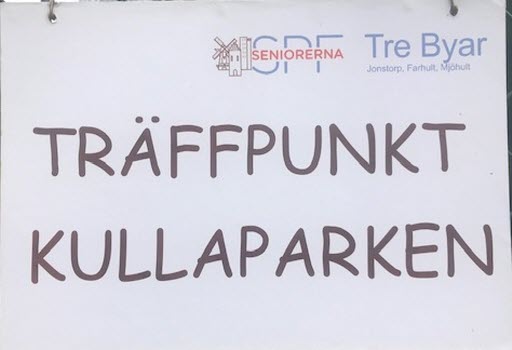 SPF SENIORERNA Tre Byar
Jonstorp, Farhult, Mjöhult
TRÄFFPUNKT
KULLAPARKEN